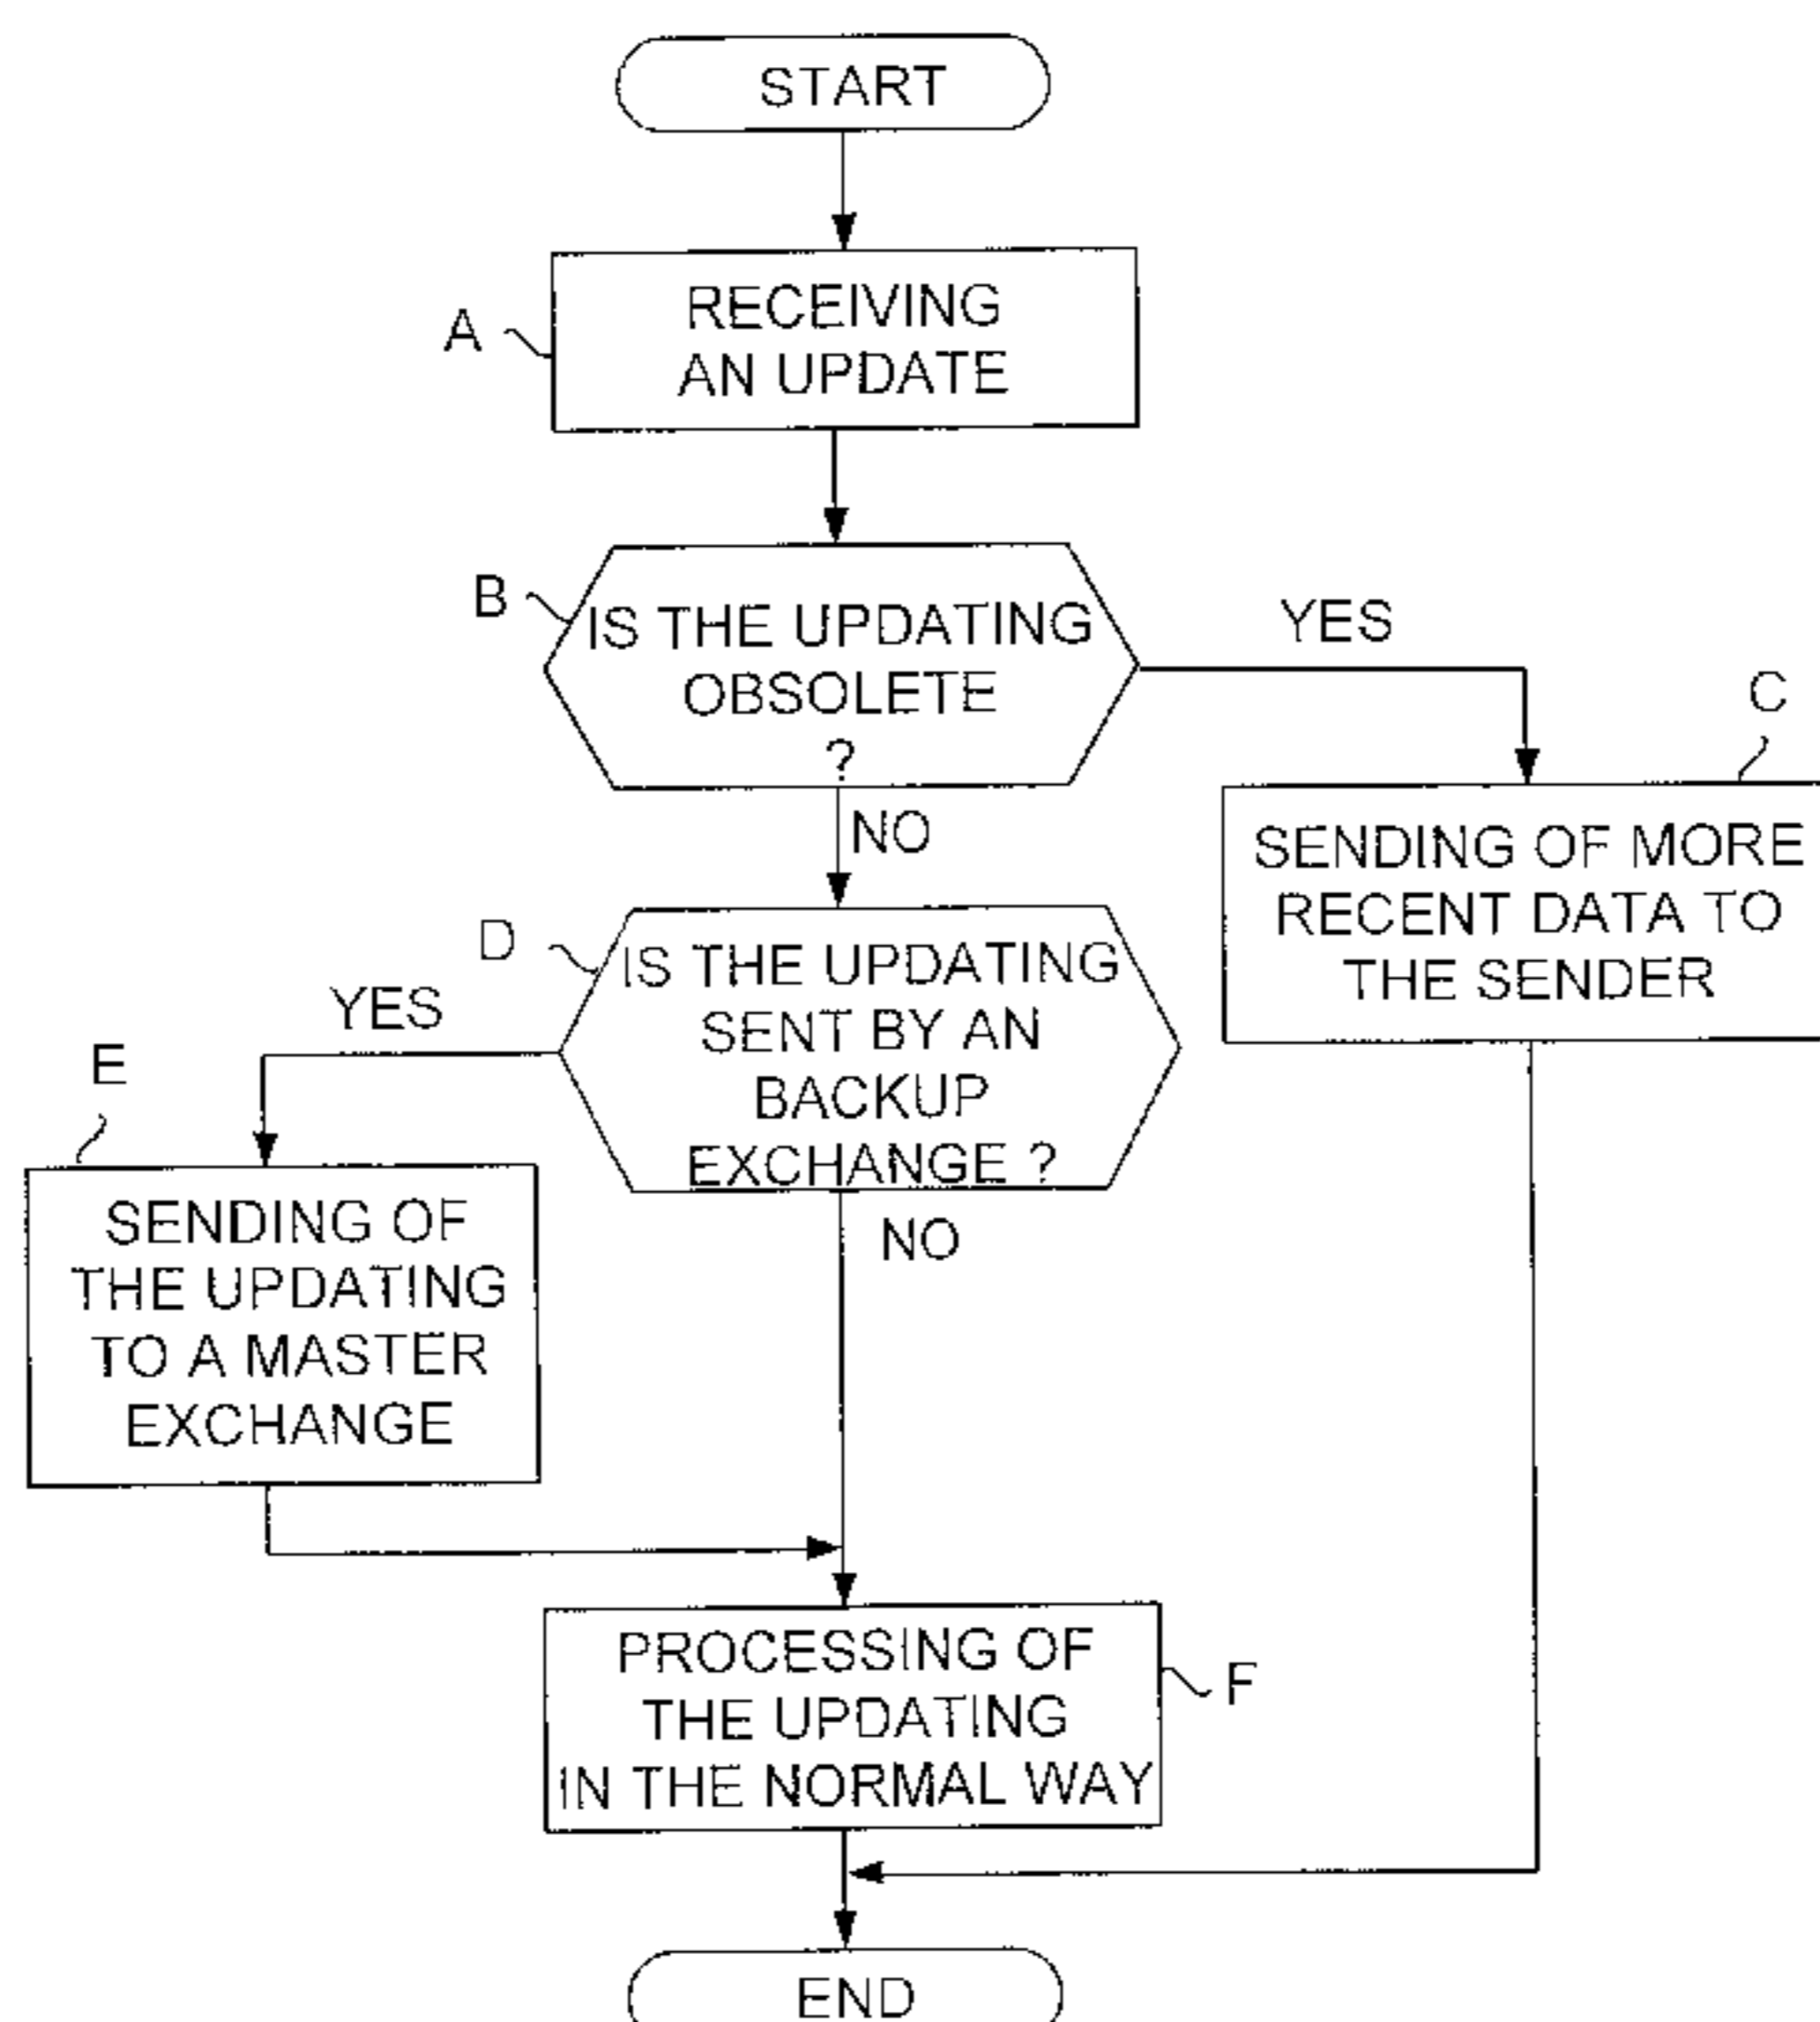 START
A
RECEIVING
AN UPDATE
B
IS THE UPDATING
OBSOLETE
?
YES
C
NO
SENDING OF MORE
RECENT DATA TO
THE SENDER
D
IS THE UPDATING
SENT BY AN
BACKUP
EXCHANGE ?
YES
E
NO
SENDING OF
THE UPDATING
TO A MASTER
EXCHANGE
PROCESSING OF
THE UPDATING
IN THE NORMAL WAY
F
END